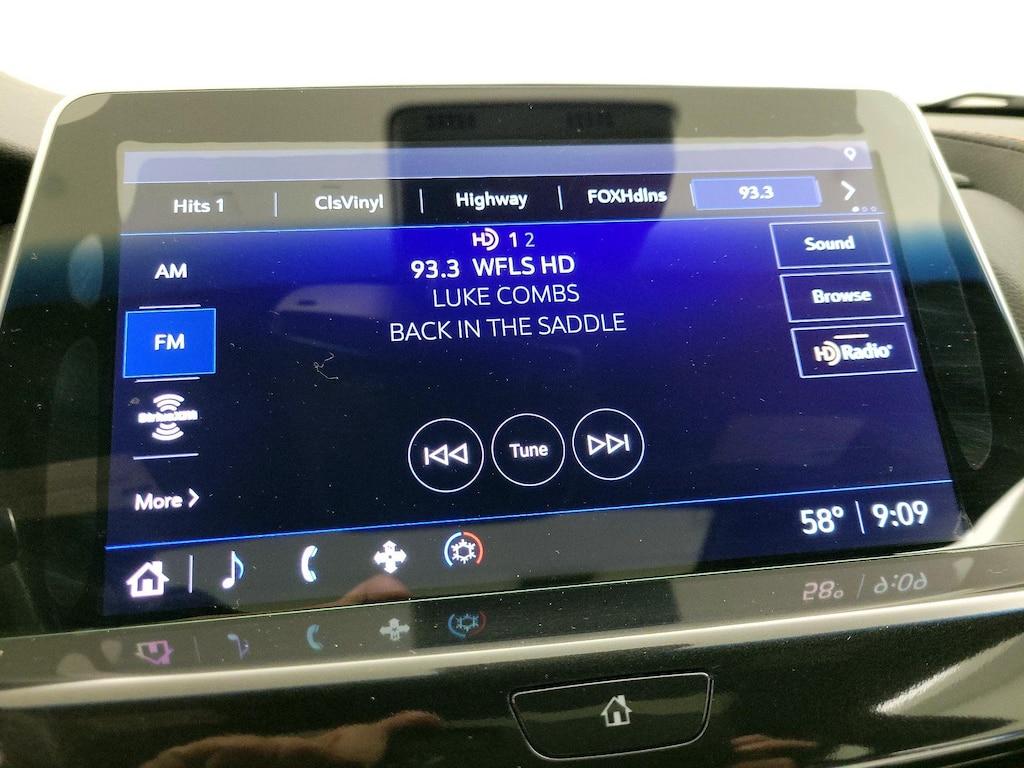 Hits 1 ClsVinyl Highway FOXHdlns 93.3
HD 1 2
93.3 WFLS HD
LUKE COMBS
BACK IN THE SADDLE
AM
FM
SiriusXM
More
Sound
Browse
HD Radio
Tune
58° 9:09